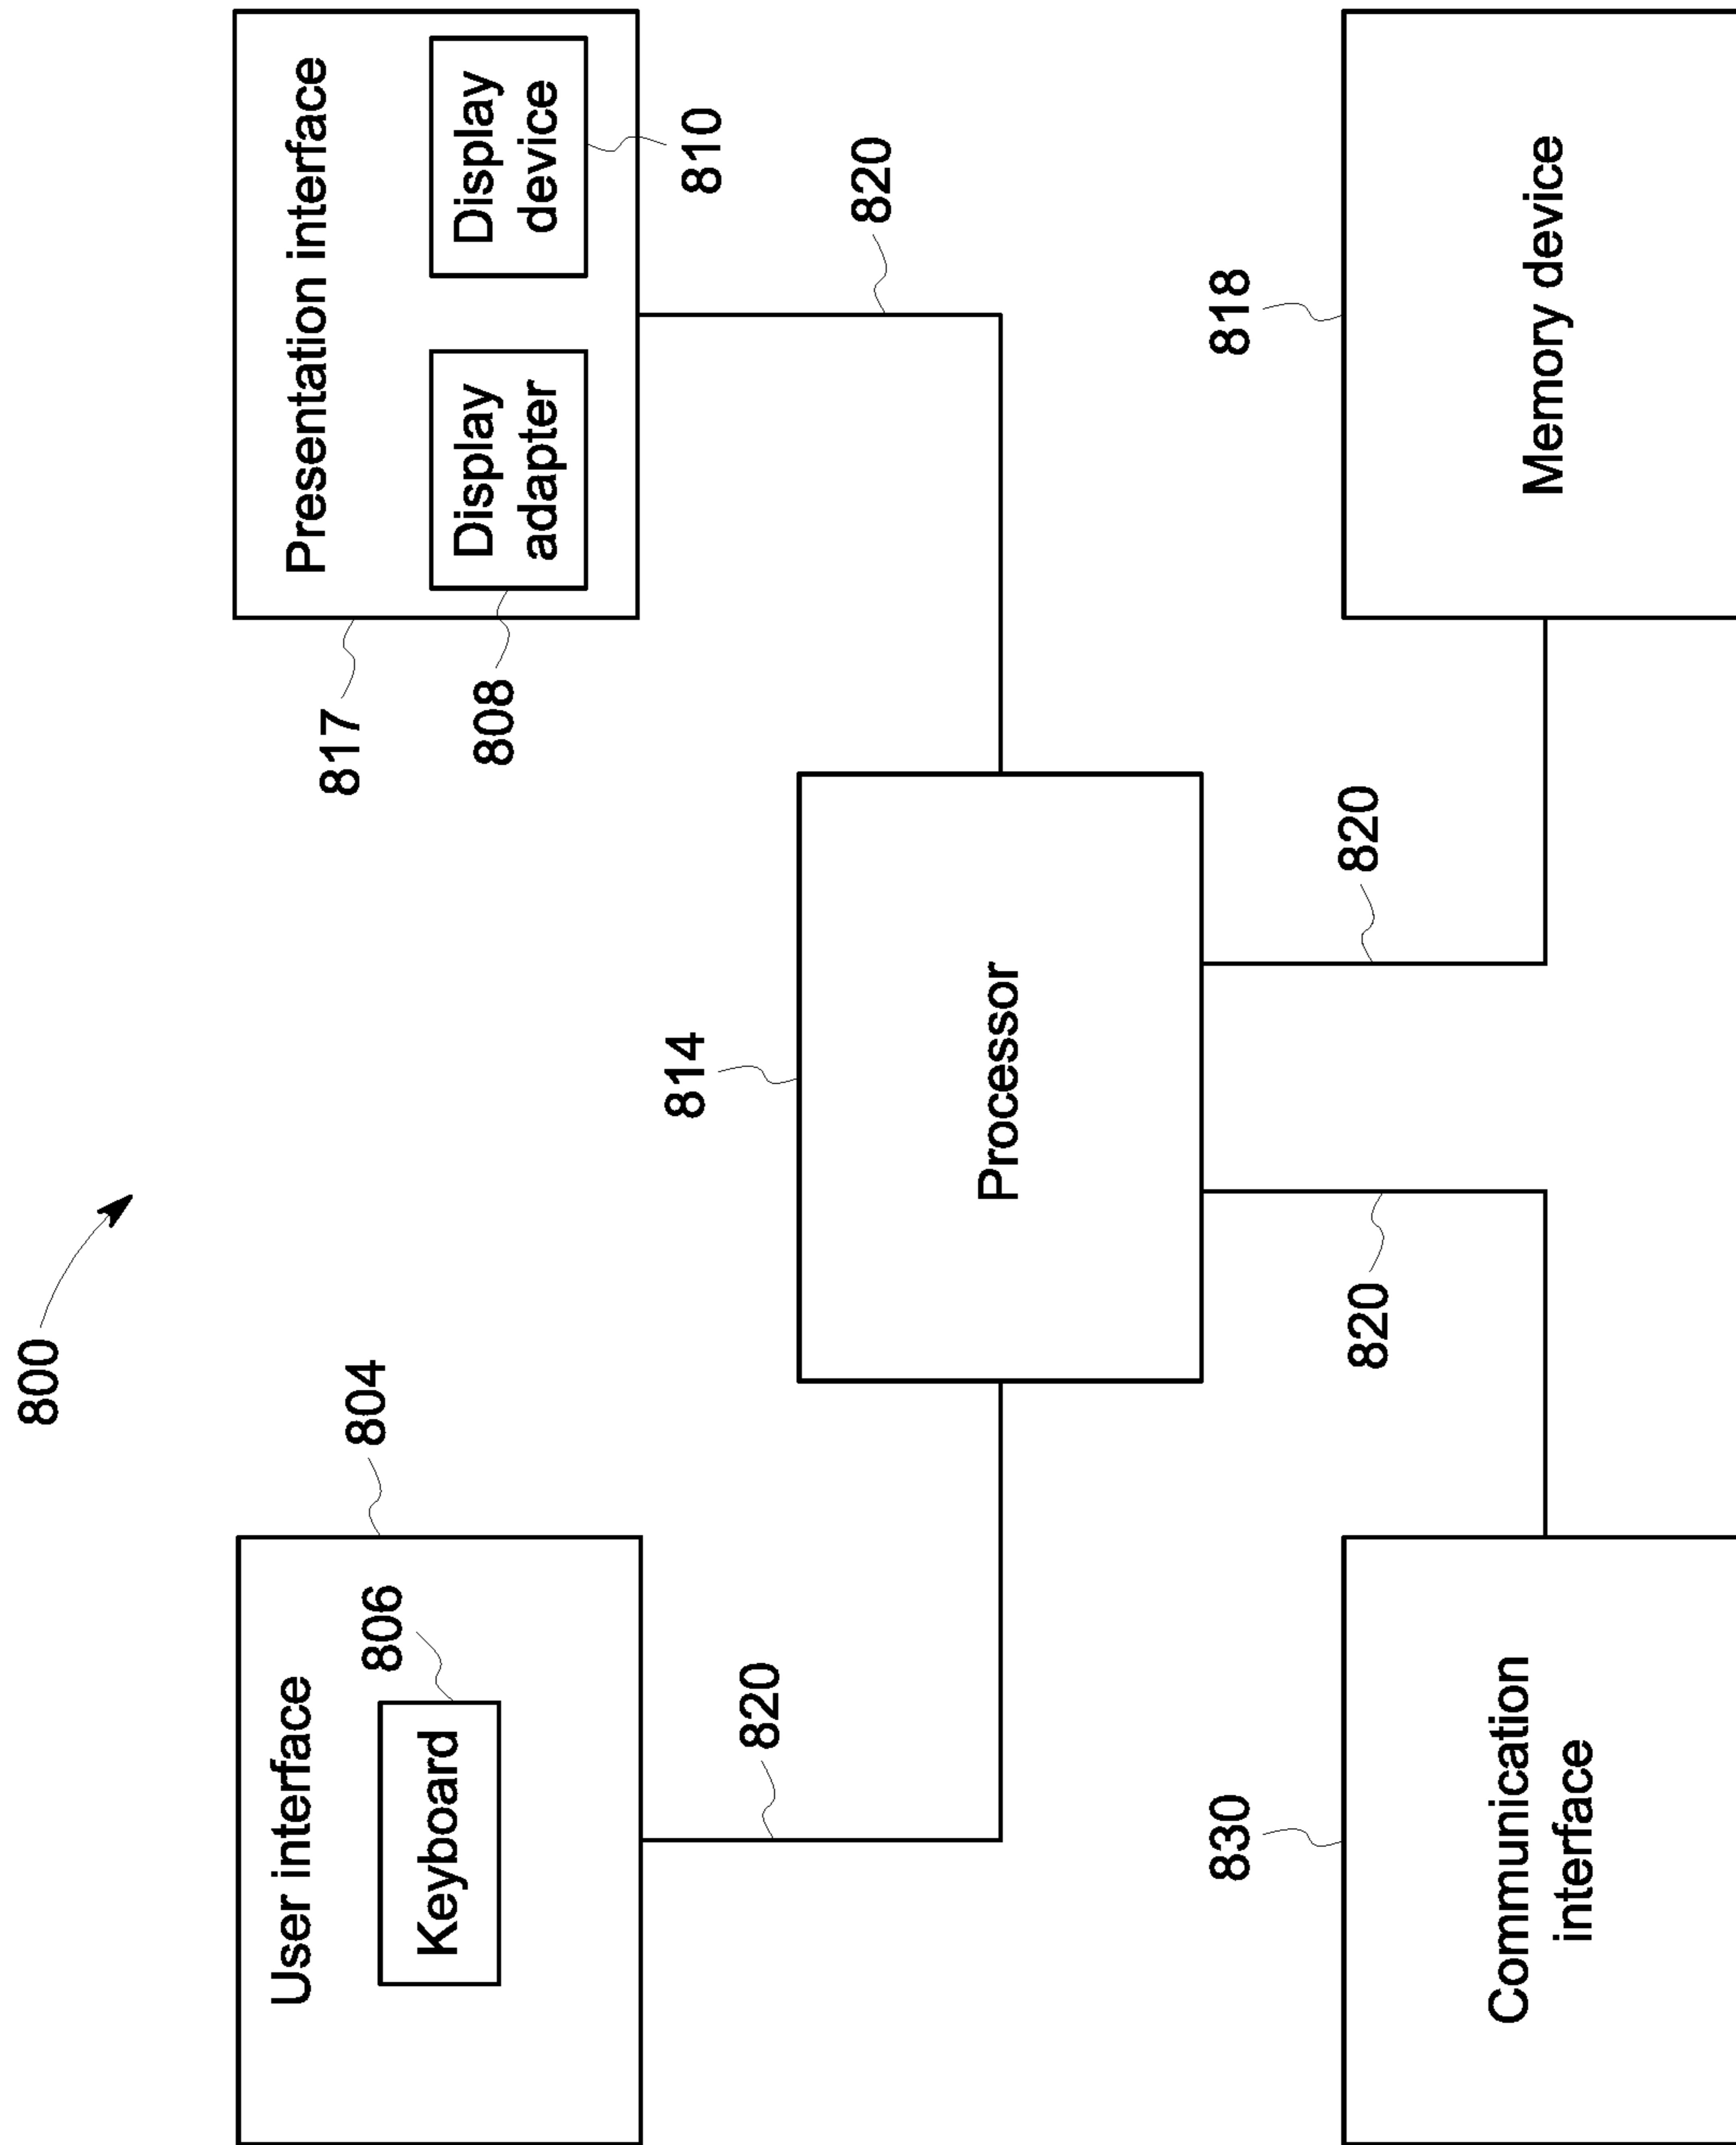 800
User interface
804
Keyboard
806
820
Presentation interface
817
Display
adapter
808
Display
device
810
820
814
Processor
820
820
830
Communication
interface
818
Memory device